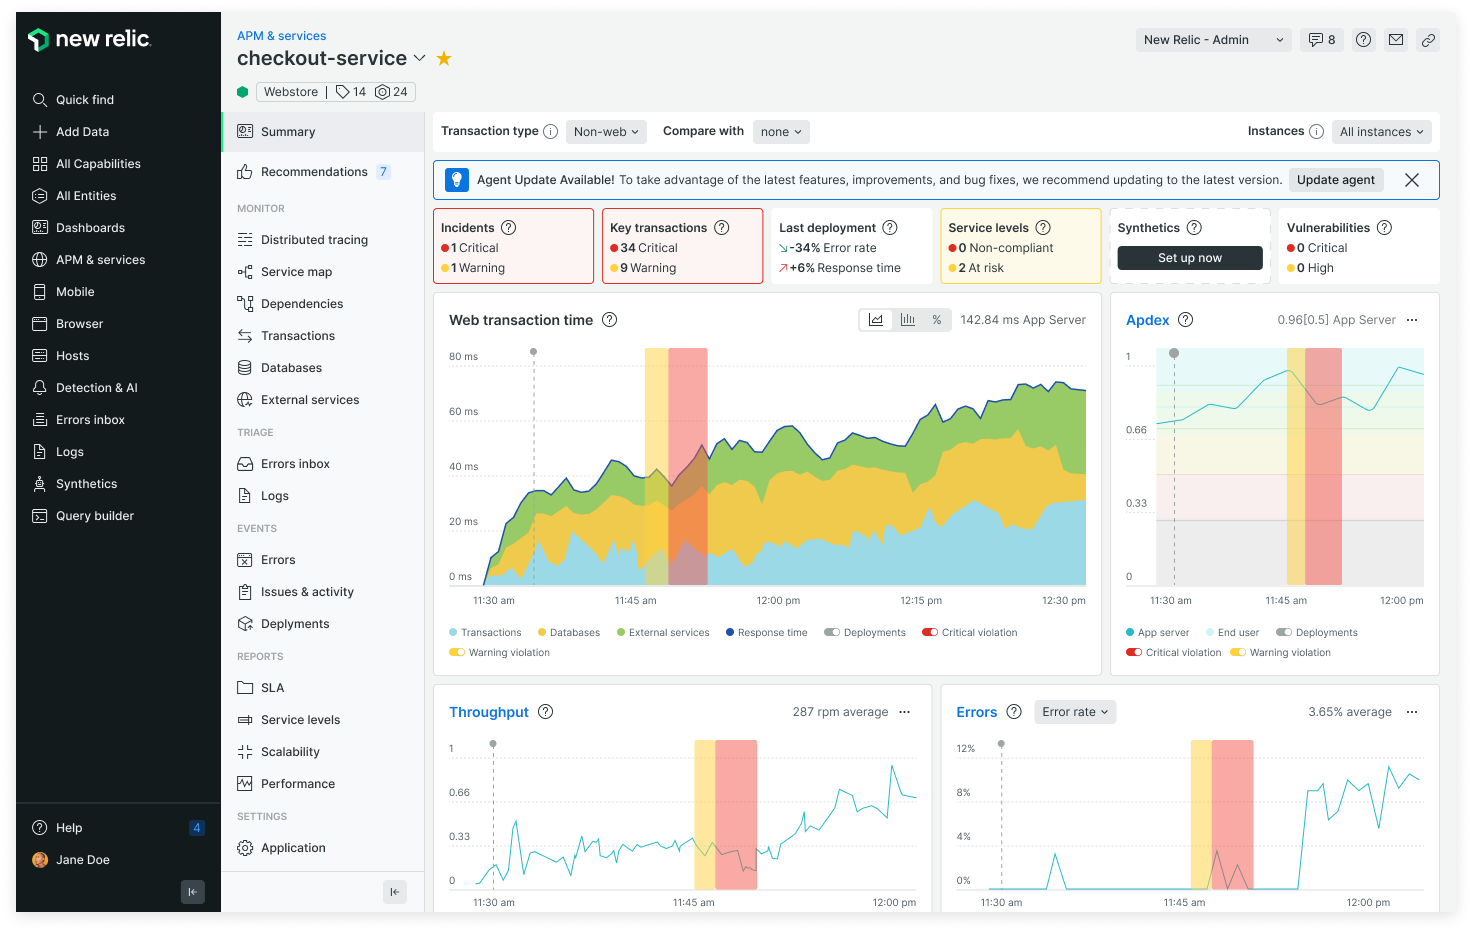 new relic.
Quick find
Add Data
All Capabilities
All Entities
Dashboards
APM & services
Mobile
Browser
Hosts
Detection & AI
Errors inbox
Logs
Synthetics
Query builder
Help 4
Jane Doe
APM & services
checkout-service
Webstore | 14 24
New Relic - Admin
8
Summary
Recommendations 7
MONITOR
Distributed tracing
Service map
Dependencies
Transactions
Databases
External services
TRIAGE
Errors inbox
Logs
EVENTS
Errors
Issues & activity
Deplyments
REPORTS
SLA
Service levels
Scalability
Performance
SETTINGS
Application
Transaction type Non-web Compare with none
Instances All instances
Agent Update Available! To take advantage of the latest features, improvements, and bug fixes, we recommend updating to the latest version. Update agent
Incidents
1 Critical
1 Warning
Key transactions
34 Critical
9 Warning
Last deployment
-34% Error rate
+6% Response time
Service levels
0 Non-compliant
2 At risk
Synthetics
Set up now
Vulnerabilities
0 Critical
0 High
Web transaction time
% 142.84 ms App Server
80 ms
60 ms
40 ms
20 ms
0 ms
11:30 am 11:45 am 12:00 pm 12:15 pm 12:30 pm
Transactions Databases External services Response time Deployments Critical violation
Warning violation
Apdex 0.96[0.5] App Server
1
0.66
0.33
0
11:30 am 11:45 am 12:00 pm
App server End user Deployments
Critical violation Warning violation
Throughput 287 rpm average
1
0.66
0.33
0
11:30 am 11:45 am 12:00 pm
Errors Error rate 3.65% average
12%
8%
4%
0%
11:30 am 11:45 am 12:00 pm